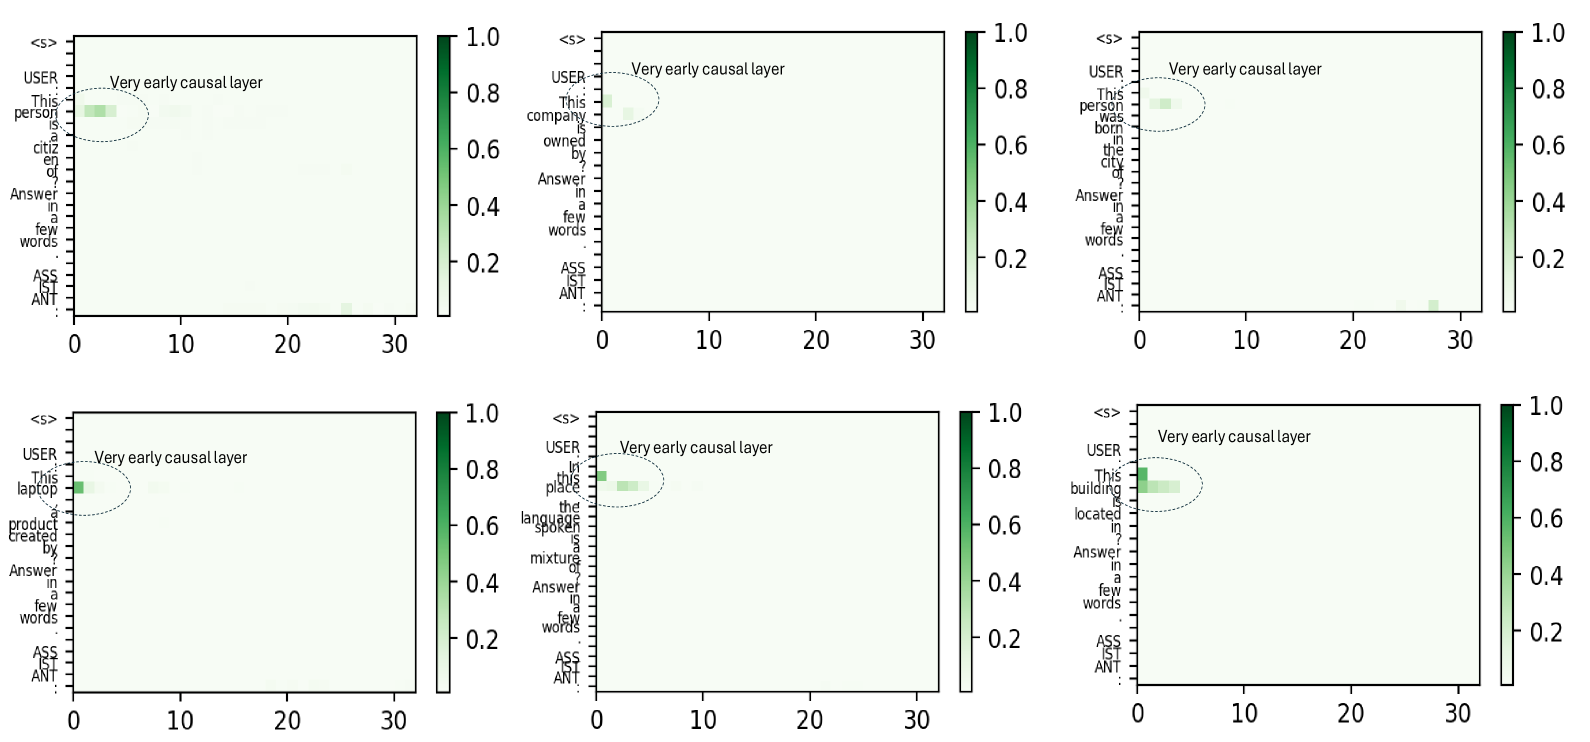 Very early causal layer
<s>
USER
:
This
person
is
a
citiz
en
of
?
Answer
in
a
few
words
.
ASS
IST
ANT
:
0
10
20
30
1.0
0.8
0.6
0.4
0.2
Very early causal layer
<s>
USER
:
This
company
is
owned
by
?
Answer
in
a
few
words
.
ASS
IST
ANT
:
0
10
20
30
1.0
0.8
0.6
0.4
0.2
Very early causal layer
<s>
USER
:
This
person
was
born
in
the
city
of
?
Answer
in
a
few
words
.
ASS
IST
ANT
:
0
10
20
30
1.0
0.8
0.6
0.4
0.2
Very early causal layer
<s>
USER
:
This
laptop
a
product
created
by
?
Answer
in
a
few
words
.
ASS
IST
ANT
:
0
10
20
30
1.0
0.8
0.6
0.4
0.2
Very early causal layer
<s>
USER
:
In
this
place
the
language
spoken
is
a
mixture
of
?
Answer
in
a
few
words
.
ASS
IST
ANT
:
0
10
20
30
1.0
0.8
0.6
0.4
0.2
Very early causal layer
<s>
USER
:
This
building
is
located
in
?
Answer
in
a
few
words
.
ASS
IST
ANT
:
0
10
20
30
1.0
0.8
0.6
0.4
0.2